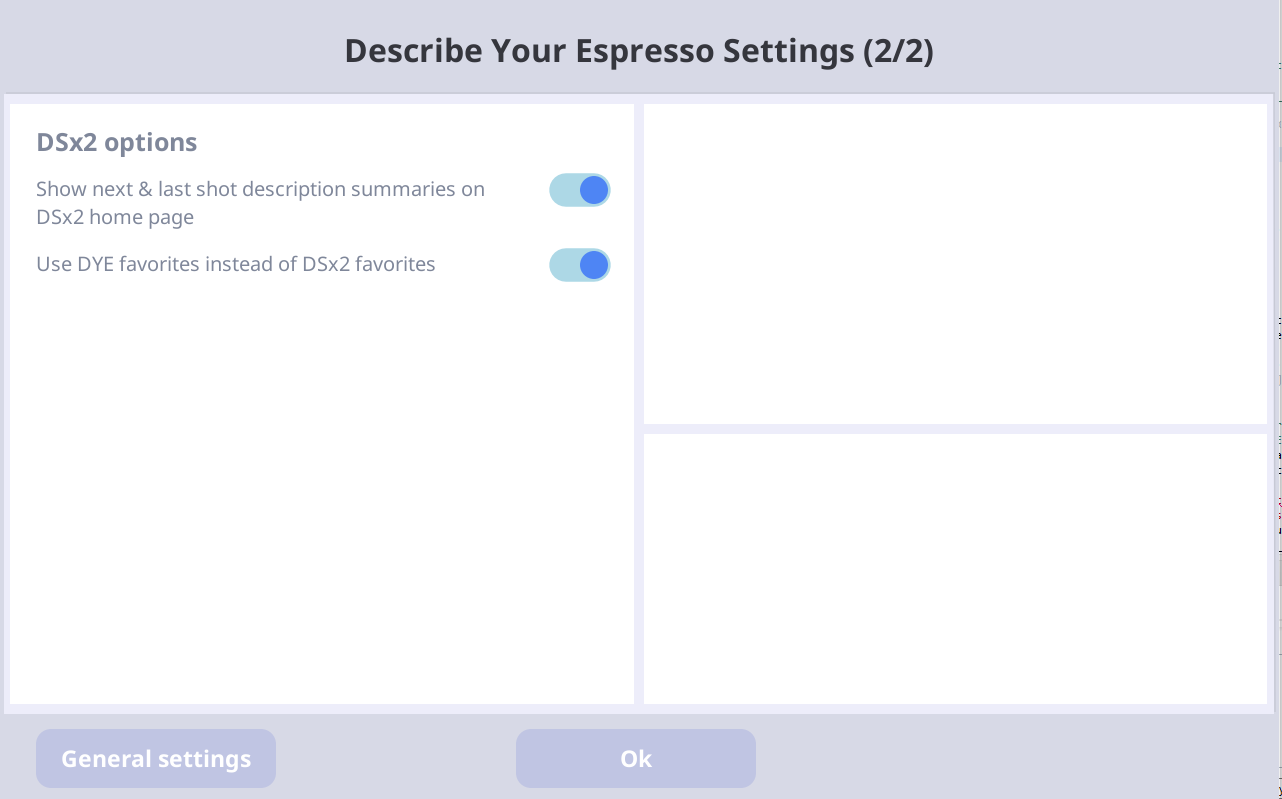 Describe Your Espresso Settings (2/2)
DSx2 options
Show next & last shot description summaries on
DSx2 home page
Use DYE favorites instead of DSx2 favorites
General settings
Ok